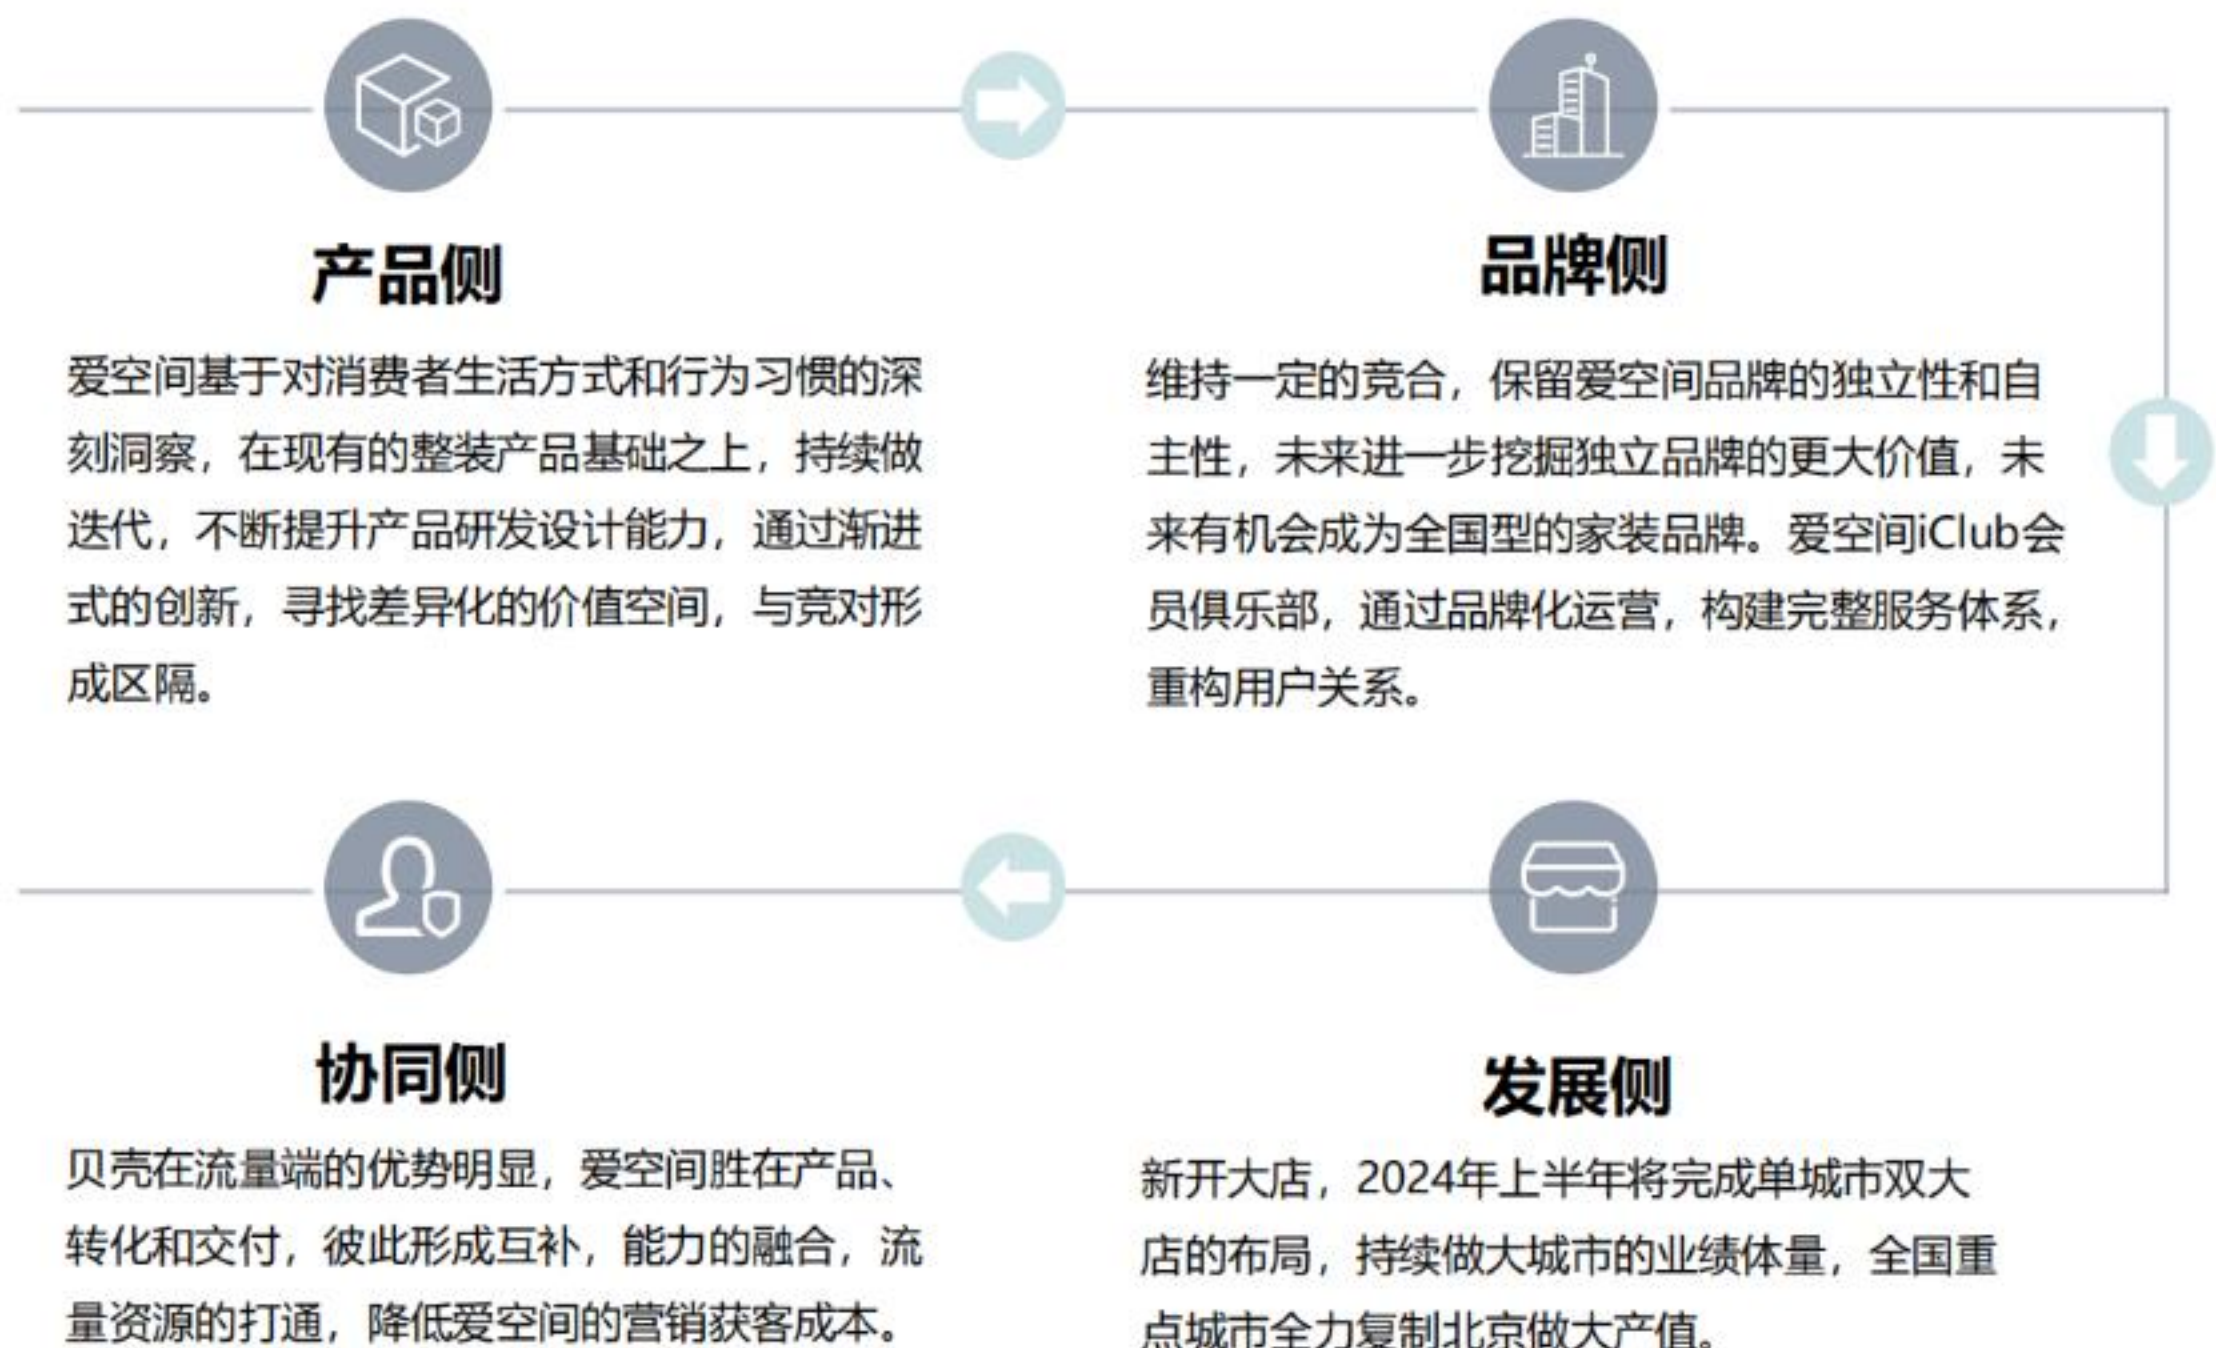 产品侧
爱空间基于对消费者生活方式和行为习惯的深
刻洞察，在现有的整装产品基础之上，持续做
迭代，不断提升产品研发设计能力，通过渐进
式的创新，寻找差异化的价值空间，与竞对形
成区隔。
品牌侧
维持一定的竞合，保留爱空间品牌的独立性和自
主性，未来进一步挖掘独立品牌的更大价值，未
来有机会成为全国型的家装品牌。爱空间iClub会
员俱乐部，通过品牌化运营，构建完整服务体系，
重构用户关系。
协同侧
贝壳在流量端的优势明显，爱空间胜在产品、
转化和交付，彼此形成互补，能力的融合，流
量资源的打通，降低爱空间的营销获客成本。
发展侧
新开大店，2024年上半年将完成单城市双大
店的布局，持续做大城市的业绩体量，全国重
点城市全力复制北京做大产值。